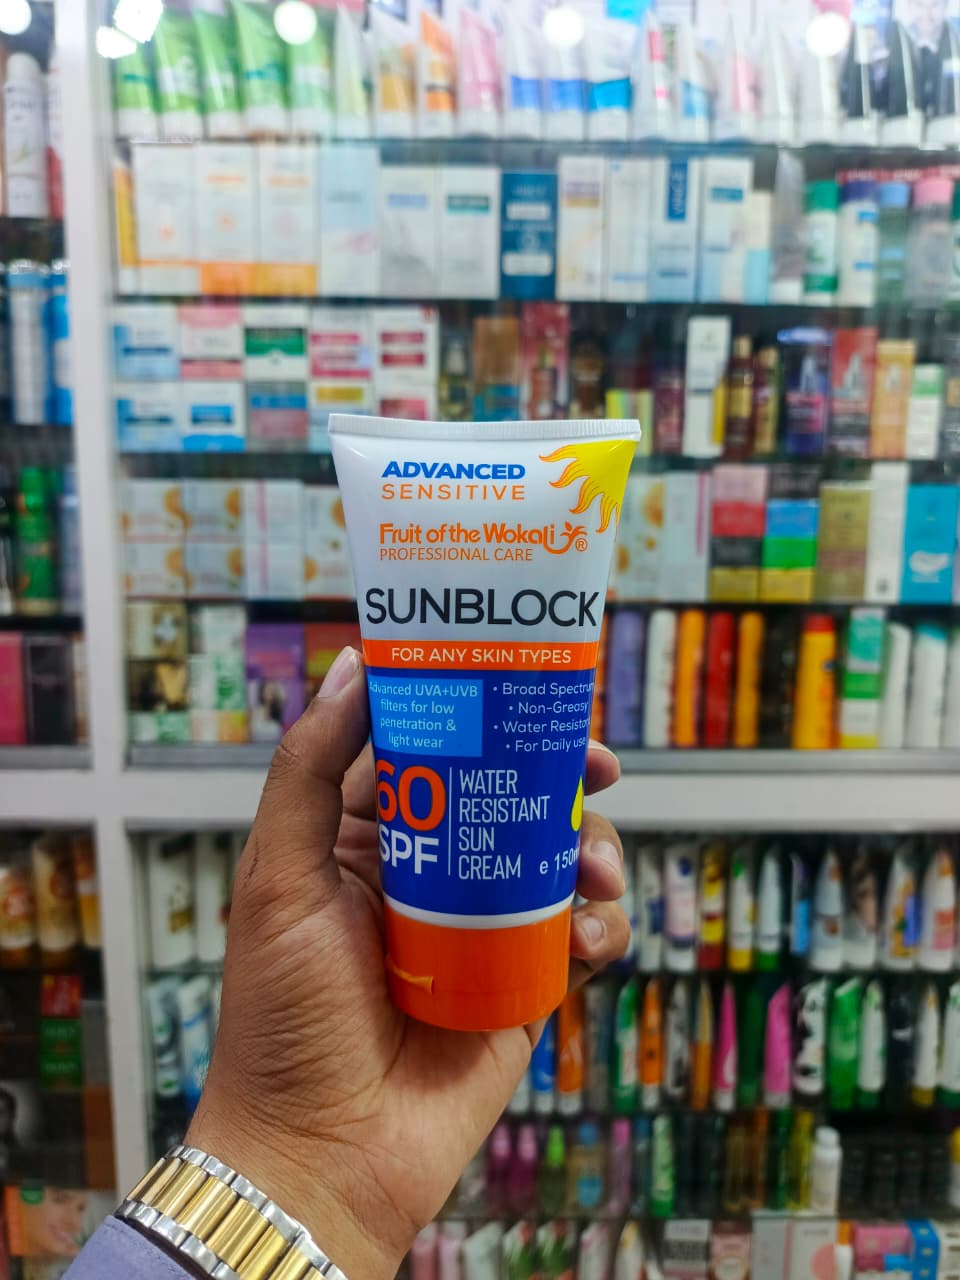 ADVANCED
SENSITIVE
Fruit of the Wokali ®
PROFESSIONAL CARE
SUNBLOCK
FOR ANY SKIN TYPES
Advanced UVA+UVB
filters for low
penetration &
light wear
• Broad Spectrum
• Non-Greasy
• Water Resistant
• For Daily use
60
SPF
WATER
RESISTANT
SUN
CREAM
e 150m